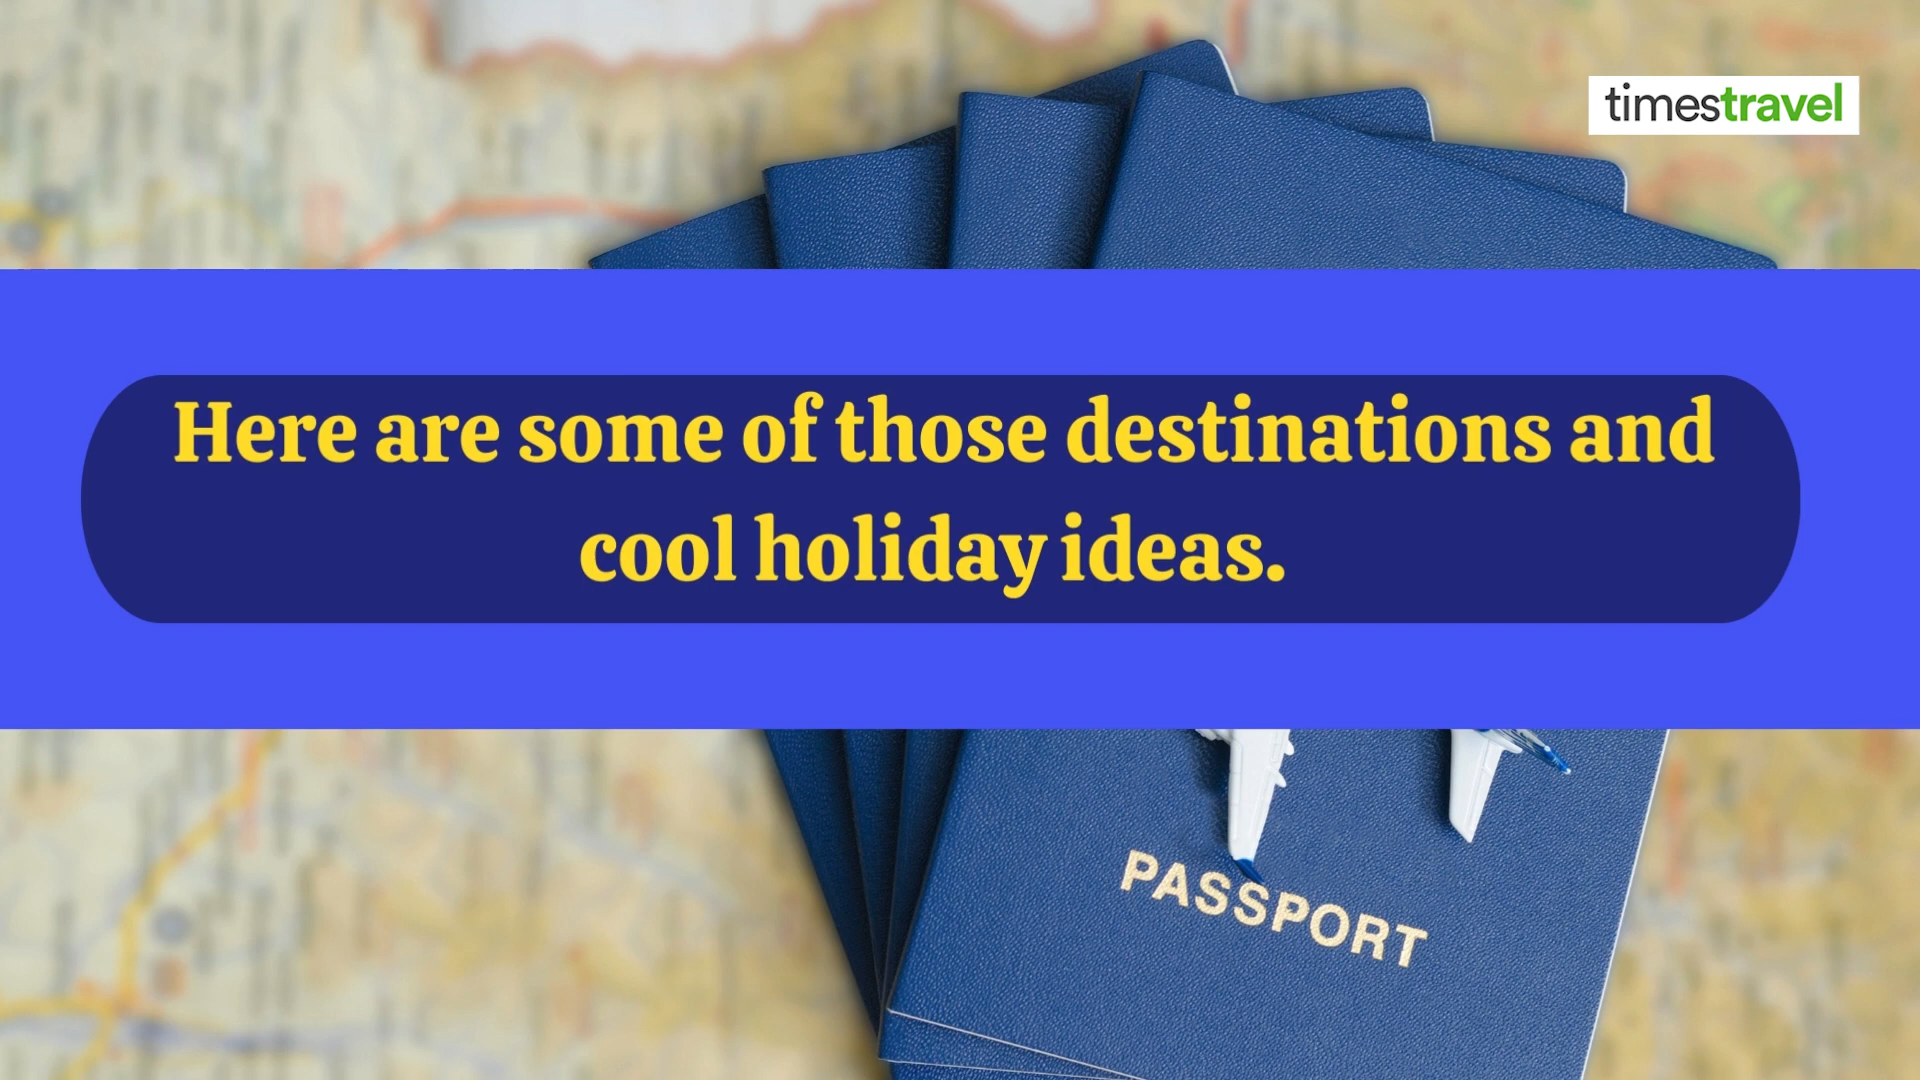 timestravel
Here are some of those destinations and
cool holiday ideas.
PASSPORT